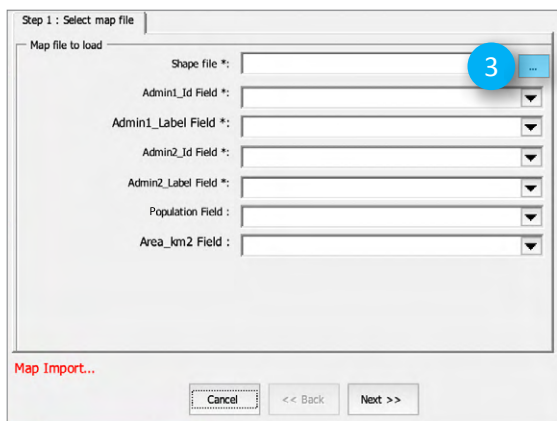 Step 1 : Select map file
Map file to load
Shape file *:
3
...
Admin1_Id Field *:
Admin1_Label Field *:
Admin2_Id Field *:
Admin2_Label Field *:
Population Field :
Area_km2 Field :
Map Import...
Cancel << Back Next >>